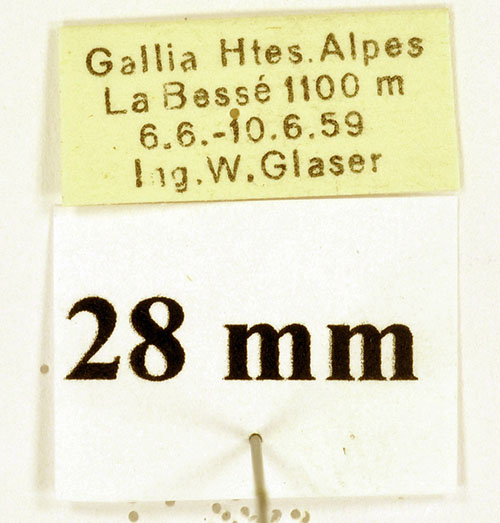 Gallia Htes. Alpes
La Bessé 1100 m
6.6.-10.6.59
Ing. W. Glaser
28 mm